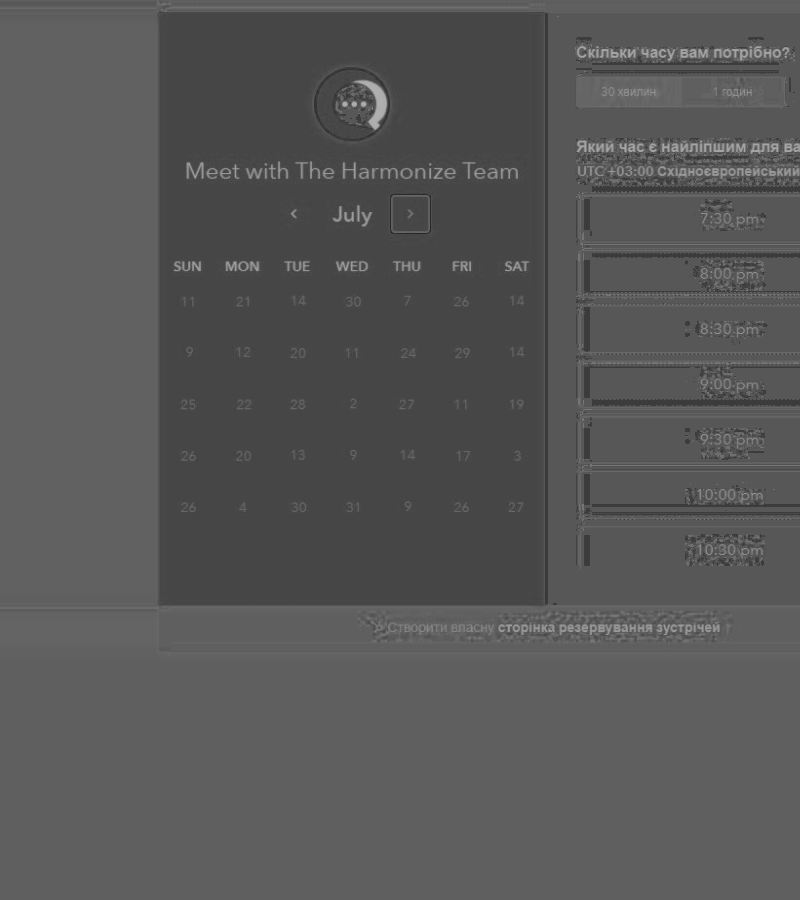 Meet with The Harmonize Team
July
SUN MON TUE WED THU FRI SAT
11 21 14 30 7 26 14
9 12 20 11 24 29 14
25 22 28 2 27 11 19
26 20 13 9 14 17 3
26 4 30 31 9 26 27
Скільки часу вам потрібно?
30 хвилин 1 годин
Який час є найліпшим для ва
UTC +03:00 Східноєвропейський
7:30 pm
8:00 pm
8:30 pm
9:00 pm
9:30 pm
10:00 pm
10:30 pm
Створити власну сторінка резервування зустрічей